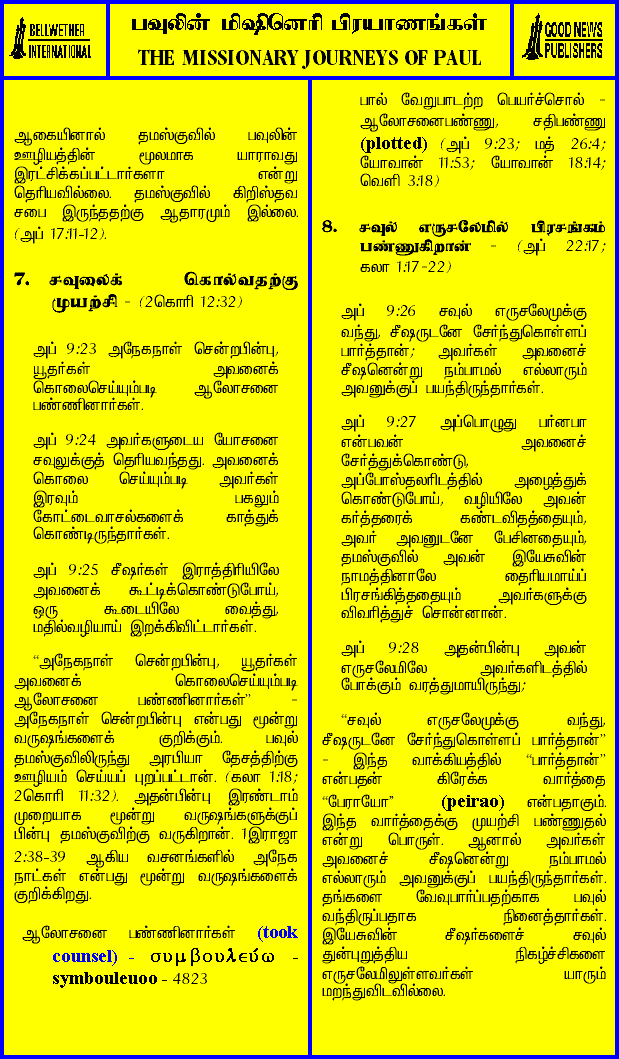 BELLWETHER
INTERNATIONAL
பவுலின் மிஷினெரி பிரயாணங்கள்
THE MISSIONARY JOURNEYS OF PAUL
GOOD NEWS
PUBLISHERS
ஆகையினால் தமஸ்குவில் பவுலின்
ஊழியத்தின் மூலமாக யாராவது
இரட்சிக்கப்பட்டார்களா என்று
தெரியவில்லை. தமஸ்குவில் கிறிஸ்தவ
சபை இருந்ததற்கு ஆதாரமும் இல்லை.
(அப் 17:11-12).
7. சவுலைக் கொல்வதற்கு
முயற்சி - (2கொரி 12:32)
அப் 9:23 அநேகநாள் சென்றபின்பு,
யூதர்கள் அவனைக்
கொலைசெய்யும்படி ஆலோசனை
பண்ணினார்கள்.
அப் 9:24 அவர்களுடைய யோசனை
சவுலுக்குத் தெரியவந்தது. அவனைக்
கொலை செய்யும்படி அவர்கள்
இரவும் பகலும்
கோட்டைவாசல்களைக் காத்துக்
கொண்டிருந்தார்கள்.
அப் 9:25 சீஷர்கள் இராத்திரியிலே
அவனைக் கூட்டிக்கொண்டுபோய்,
ஒரு கூடையிலே வைத்து,
மதில்வழியாய் இறக்கிவிட்டார்கள்.
“அநேகநாள் சென்றபின்பு, யூதர்கள்
அவனைக் கொலைசெய்யும்படி
ஆலோசனை பண்ணினார்கள்” -
அநேகநாள் சென்றபின்பு என்பது மூன்று
வருஷங்களைக் குறிக்கும். பவுல்
தமஸ்குவிலிருந்து அரபியா தேசத்திற்கு
ஊழியம் செய்யப் புறப்பட்டான். (கலா 1:18;
2கொரி 11:32). அதன்பின்பு இரண்டாம்
முறையாக மூன்று வருஷங்களுக்குப்
பின்பு தமஸ்குவிற்கு வருகிறான். 1இராஜா
2:38-39 ஆகிய வசனங்களில் அநேக
நாட்கள் என்பது மூன்று வருஷங்களைக்
குறிக்கிறது.
ஆலோசனை பண்ணினார்கள் (took
counsel) - συμβουλεύω -
symbouleuoo - 4823
பால் வேறுபாடற்ற பெயர்ச்சொல் -
ஆலோசனைபண்ணு, சதிபண்ணு
(plotted) (அப் 9:23; மத் 26:4;
யோவான் 11:53; யோவான் 18:14;
வெளி 3:18)
8. சவுல் எருசலேமில் பிரசங்கம்
பண்ணுகிறான் - (அப் 22:17;
கலா 1:17-22)
அப் 9:26 சவுல் எருசலேமுக்கு
வந்து, சீஷருடனே சேர்ந்துகொள்ளப்
பார்த்தான்; அவர்கள் அவனைச்
சீஷனென்று நம்பாமல் எல்லாரும்
அவனுக்குப் பயந்திருந்தார்கள்.
அப் 9:27 அப்பொழுது பர்னபா
என்பவன் அவனைச்
சேர்த்துக்கொண்டு,
அப்போஸ்தலரிடத்தில் அழைத்துக்
கொண்டுபோய், வழியிலே அவன்
கர்த்தரைக் கண்டவிதத்தையும்,
அவர் அவனுடனே பேசினதையும்,
தமஸ்குவில் அவன் இயேசுவின்
நாமத்தினாலே தைரியமாய்ப்
பிரசங்கித்ததையும் அவர்களுக்கு
விவரித்துச் சொன்னான்.
அப் 9:28 அதன்பின்பு அவன்
எருசலேமிலே அவர்களிடத்தில்
போக்கும் வரத்துமாயிருந்து;
“சவுல் எருசலேமுக்கு வந்து,
சீஷருடனே சேர்ந்துகொள்ளப் பார்த்தான்”
- இந்த வாக்கியத்தில் “பார்த்தான்”
என்பதன் கிரேக்க வார்த்தை
“பேராயோ” (peirao) என்பதாகும்.
இந்த வார்த்தைக்கு முயற்சி பண்ணுதல்
என்று பொருள். ஆனால் அவர்கள்
அவனைச் சீஷனென்று நம்பாமல்
எல்லாரும் அவனுக்குப் பயந்திருந்தார்கள்.
தங்களை வேவுபார்ப்பதற்காக பவுல்
வந்திருப்பதாக நினைத்தார்கள்.
இயேசுவின் சீஷர்களைச் சவுல்
துன்புறுத்திய நிகழ்ச்சிகளை
எருசலேமிலுள்ளவர்கள் யாரும்
மறந்துவிடவில்லை.